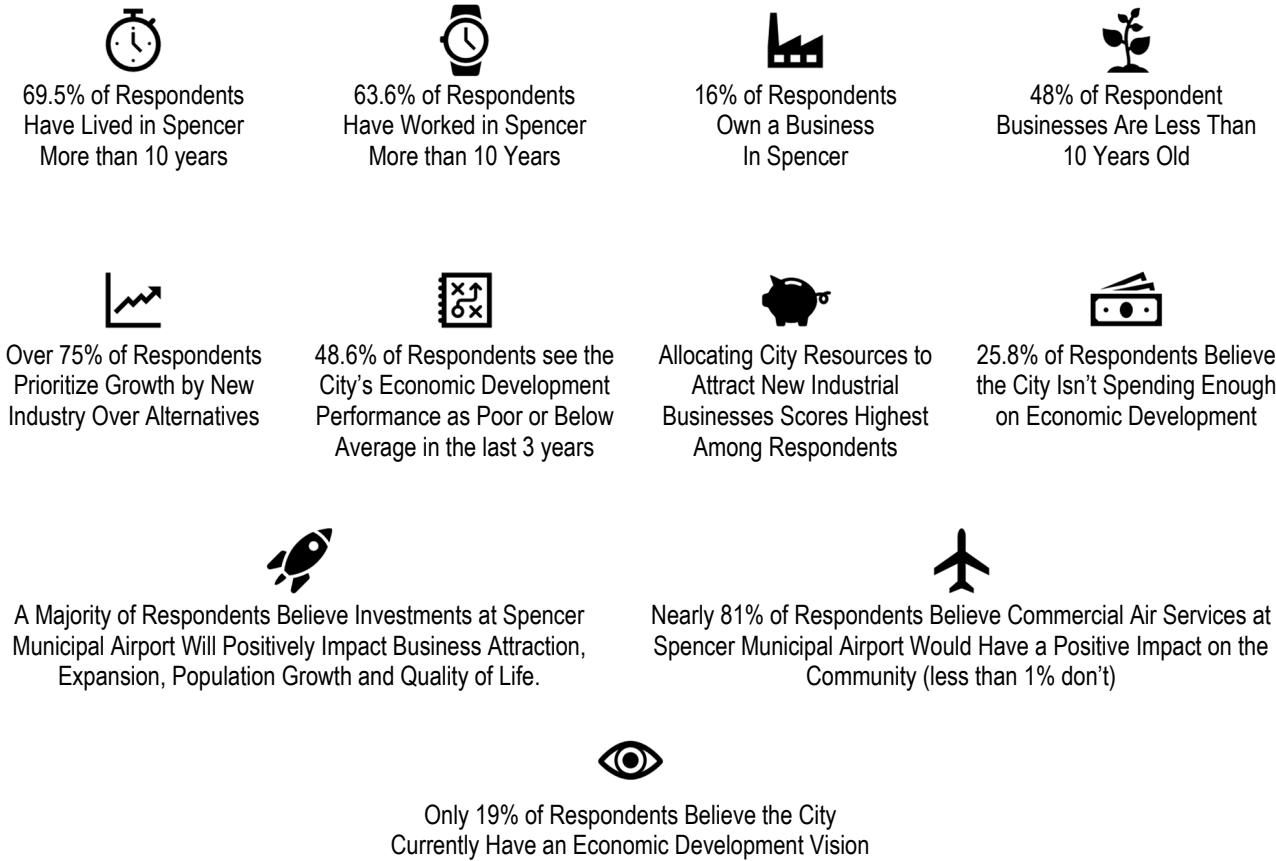 69.5% of Respondents
Have Lived in Spencer
More than 10 years
63.6% of Respondents
Have Worked in Spencer
More than 10 Years
16% of Respondents
Own a Business
In Spencer
48% of Respondent
Businesses Are Less Than
10 Years Old
Over 75% of Respondents
Prioritize Growth by New
Industry Over Alternatives
48.6% of Respondents see the
City’s Economic Development
Performance as Poor or Below
Average in the last 3 years
Allocating City Resources to
Attract New Industrial
Businesses Scores Highest
Among Respondents
25.8% of Respondents Believe
the City Isn’t Spending Enough
on Economic Development
A Majority of Respondents Believe Investments at Spencer
Municipal Airport Will Positively Impact Business Attraction,
Expansion, Population Growth and Quality of Life.
Nearly 81% of Respondents Believe Commercial Air Services at
Spencer Municipal Airport Would Have a Positive Impact on the
Community (less than 1% don’t)
Only 19% of Respondents Believe the City
Currently Have an Economic Development Vision